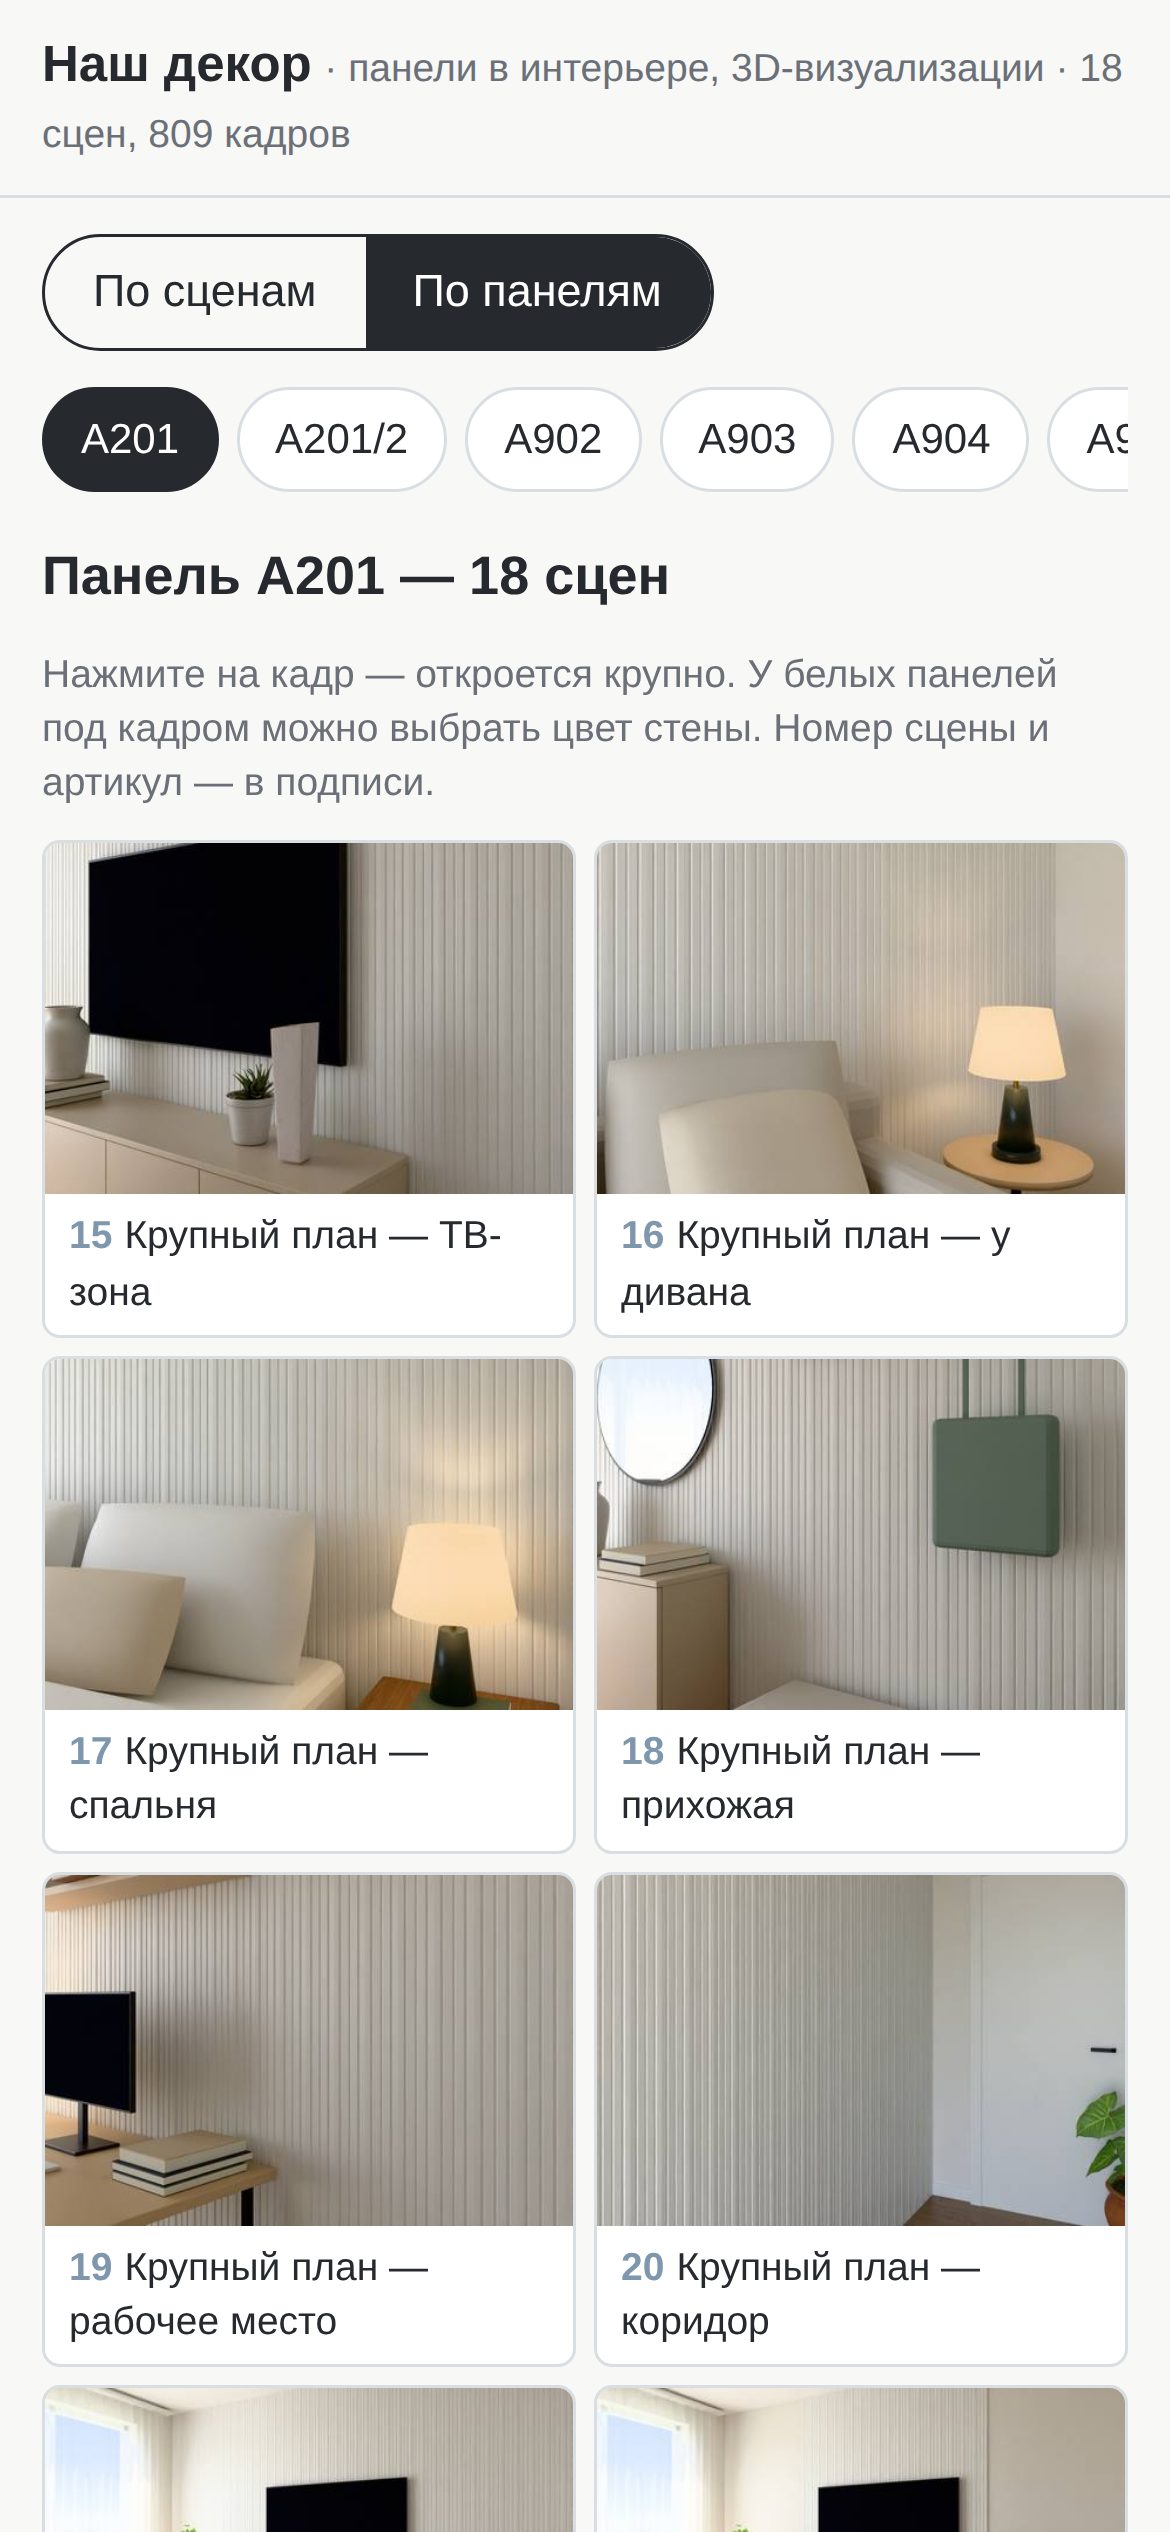 Наш декор · панели в интерьере, 3D-визуализации · 18
сцен, 809 кадров
По сценам
По панелям
A201
A201/2
A902
A903
A904
Панель A201 — 18 сцен
Нажмите на кадр — откроется крупно. У белых панелей
под кадром можно выбрать цвет стены. Номер сцены и
артикул — в подписи.
15 Крупный план — ТВ-
зона
16 Крупный план — у
дивана
17 Крупный план —
спальня
18 Крупный план —
прихожая
19 Крупный план —
рабочее место
20 Крупный план —
коридор